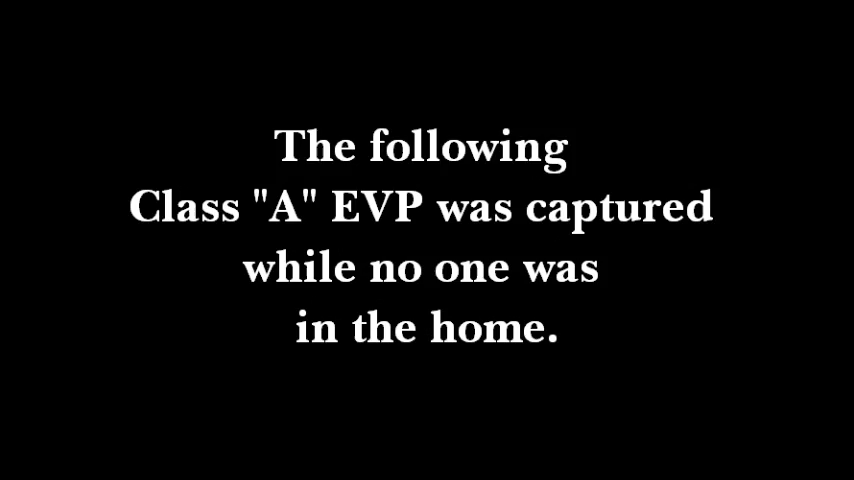 The following
Class "A" EVP was captured
while no one was
in the home.